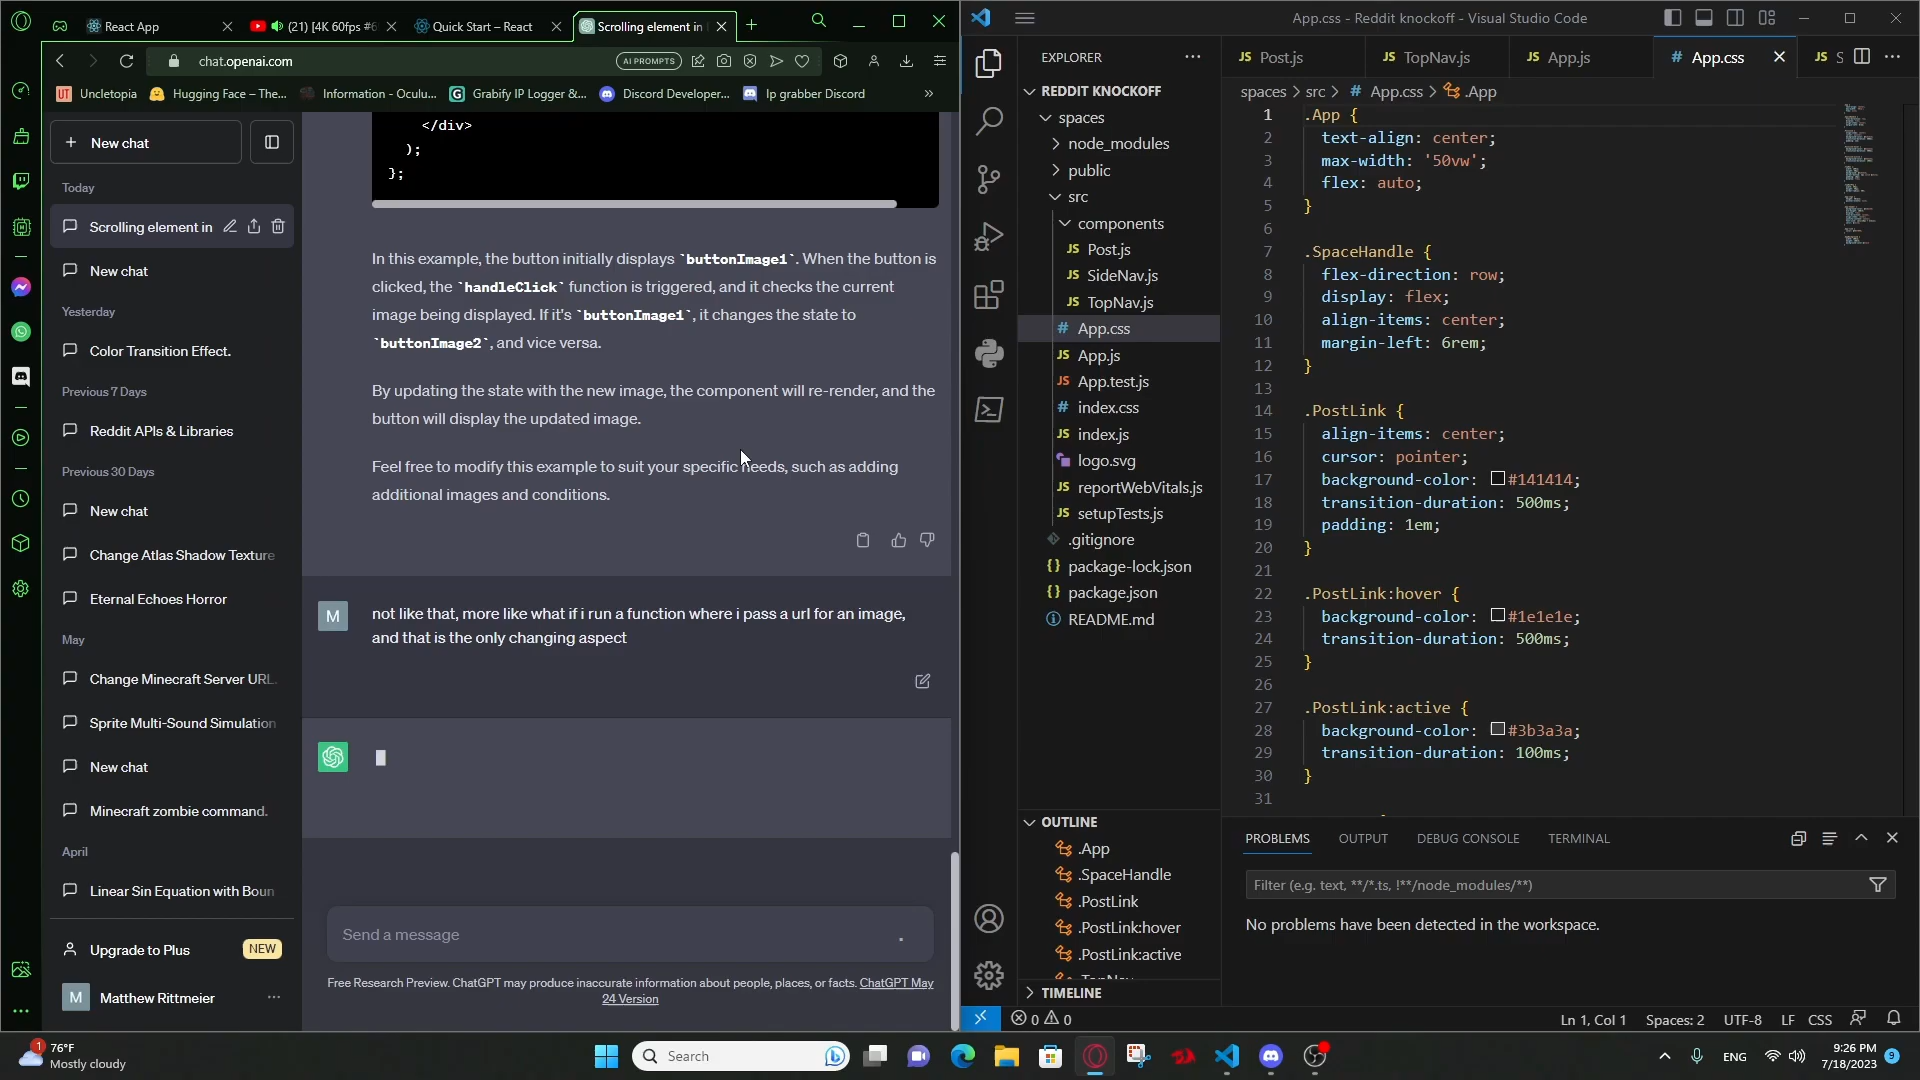 React App
(21) [4K 60fps #6
Quick Start – React
Scrolling element in
chat.openai.com
AI PROMPTS
UT Uncletopia
Hugging Face – The...
Information - Oculu...
G Grabify IP Logger &...
Discord Developer...
Ip grabber Discord
»
+ New chat
Today
Scrolling element in
New chat
Yesterday
Color Transition Effect.
Previous 7 Days
Reddit APIs & Libraries
Previous 30 Days
New chat
Change Atlas Shadow Texture
Eternal Echoes Horror
May
Change Minecraft Server URL.
Sprite Multi-Sound Simulation
New chat
Minecraft zombie command.
April
Linear Sin Equation with Boun
Upgrade to Plus
NEW
M Matthew Rittmeier ...
</div>
);
};
In this example, the button initially displays `buttonImage1`. When the button is
clicked, the `handleClick` function is triggered, and it checks the current
image being displayed. If it's `buttonImage1`, it changes the state to
`buttonImage2`, and vice versa.
By updating the state with the new image, the component will re-render, and the
button will display the updated image.
Feel free to modify this example to suit your specific needs, such as adding
additional images and conditions.
M
not like that, more like what if i run a function where i pass a url for an image,
and that is the only changing aspect
Send a message
Free Research Preview. ChatGPT may produce inaccurate information about people, places, or facts. ChatGPT May
24 Version
App.css - Reddit knockoff - Visual Studio Code
EXPLORER
REDDIT KNOCKOFF
spaces
node_modules
public
src
components
JS Post.js
JS SideNav.js
JS TopNav.js
# App.css
JS App.js
JS App.test.js
# index.css
JS index.js
logo.svg
JS reportWebVitals.js
JS setupTests.js
.gitignore
{} package-lock.json
{} package.json
README.md
OUTLINE
.App
.SpaceHandle
.PostLink
.PostLink:hover
.PostLink:active
TIMELINE
JS Post.js
JS TopNav.js
JS App.js
# App.css
JS S
spaces > src > # App.css > .App
1 .App {
2 text-align: center;
3 max-width: '50vw';
4 flex: auto;
5 }
6
7 .SpaceHandle {
8 flex-direction: row;
9 display: flex;
10 align-items: center;
11 margin-left: 6rem;
12 }
13
14 .PostLink {
15 align-items: center;
16 cursor: pointer;
17 background-color: #141414;
18 transition-duration: 500ms;
19 padding: 1em;
20 }
21
22 .PostLink:hover {
23 background-color: #1e1e1e;
24 transition-duration: 500ms;
25 }
26
27 .PostLink:active {
28 background-color: #3b3a3a;
29 transition-duration: 100ms;
30 }
31
PROBLEMS OUTPUT DEBUG CONSOLE TERMINAL
Filter (e.g. text, **/*.ts, !**/node_modules/**)
No problems have been detected in the workspace.
0 0
Ln 1, Col 1 Spaces: 2 UTF-8 LF CSS
1
76°F
Mostly cloudy
Search
ENG
9:26 PM
7/18/2023
9